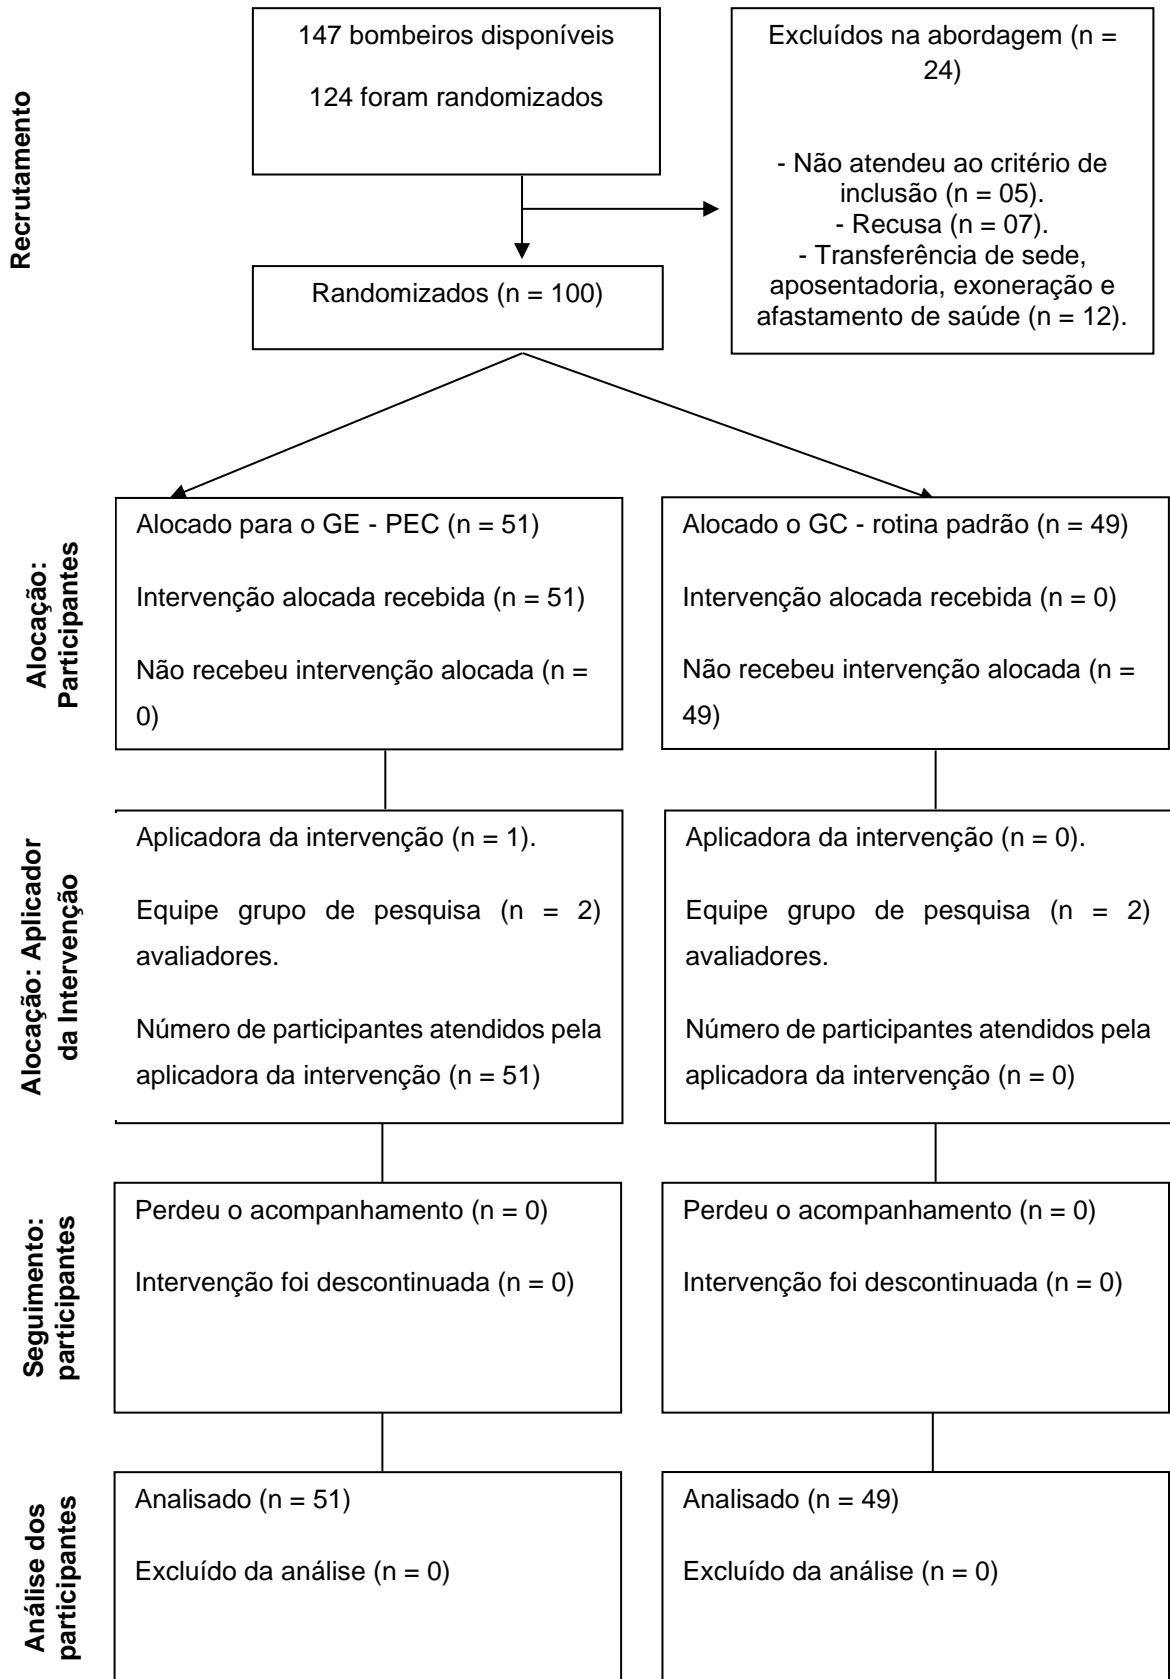 Recrutamento
147 bombeiros disponíveis
124 foram randomizados
Excluídos na abordagem (n =
24)
- Não atendeu ao critério de
inclusão (n = 05).
- Recusa (n = 07).
- Transferência de sede,
aposentadoria, exoneração e
afastamento de saúde (n = 12).
Randomizados (n = 100)
Alocação:
Participantes
Alocado para o GE - PEC (n = 51)
Intervenção alocada recebida (n = 51)
Não recebeu intervenção alocada (n =
0)
Alocado o GC - rotina padrão (n = 49)
Intervenção alocada recebida (n = 0)
Não recebeu intervenção alocada (n =
49)
Alocação: Aplicador
da Intervenção
Aplicadora da intervenção (n = 1).
Equipe grupo de pesquisa (n = 2)
avaliadores.
Número de participantes atendidos pela
aplicadora da intervenção (n = 51)
Aplicadora da intervenção (n = 0).
Equipe grupo de pesquisa (n = 2)
avaliadores.
Número de participantes atendidos pela
aplicadora da intervenção (n = 0)
Seguimento:
participantes
Perdeu o acompanhamento (n = 0)
Intervenção foi descontinuada (n = 0)
Perdeu o acompanhamento (n = 0)
Intervenção foi descontinuada (n = 0)
Análise dos
participantes
Analisado (n = 51)
Excluído da análise (n = 0)
Analisado (n = 49)
Excluído da análise (n = 0)